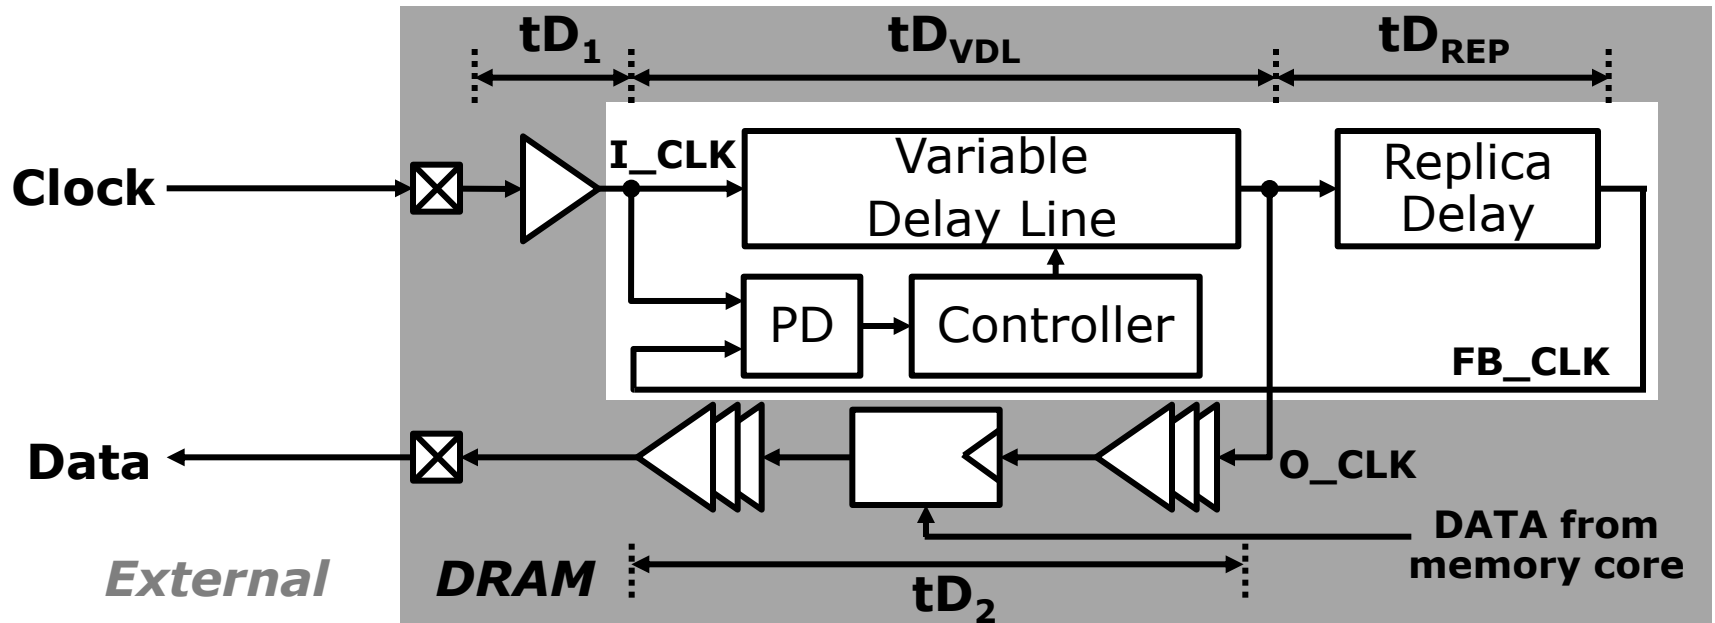 tD1 tDVDL tDREP
Clock
I_CLK
Variable
Delay Line
Replica
Delay
PD
Controller
FB_CLK
Data
O_CLK
DATA from
memory core
External
DRAM
tD2